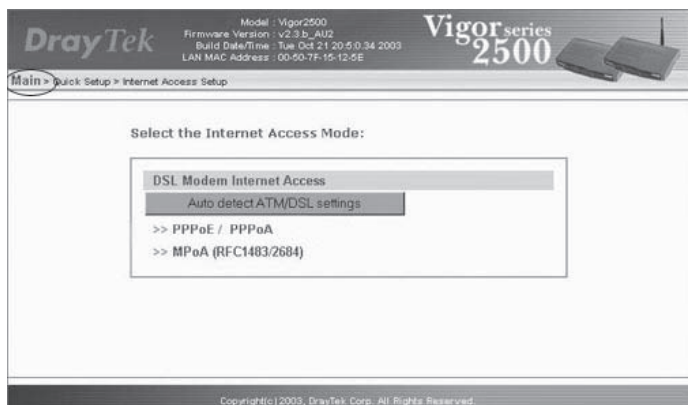 DrayTek
Model : Vigor2500
Firmware Version : v2.3.b_AU2
Build Date/Time : Tue Oct 21 20:5:0.34 2003
LAN MAC Address : 00-50-7F-15-12-5E
Vigor series
2500
Main > Quick Setup > Internet Access Setup
Select the Internet Access Mode:
DSL Modem Internet Access
Auto detect ATM/DSL settings
>> PPPoE / PPPoA
>> MPoA (RFC1483/2684)
Copyright(c) 2003, DrayTek Corp. All Rights Reserved.